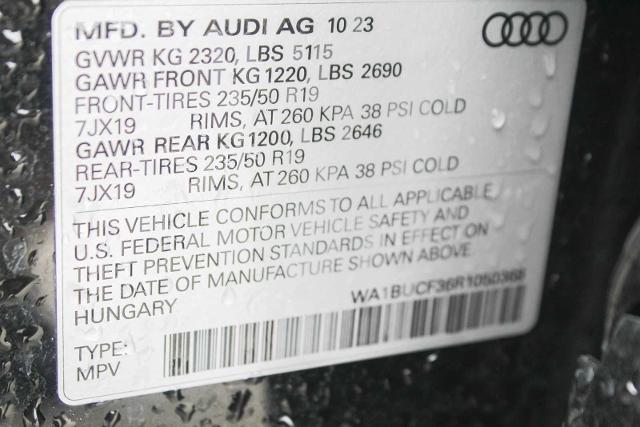 MFD. BY AUDI AG 10 23
GVWR KG 2320, LBS 5115
GAWR FRONT KG 1220, LBS 2690
FRONT-TIRES 235/50 R19
7JX19 RIMS, AT 260 KPA 38 PSI COLD
GAWR REAR KG 1200, LBS 2646
REAR-TIRES 235/50 R19
7JX19 RIMS, AT 260 KPA 38 PSI COLD
THIS VEHICLE CONFORMS TO ALL APPLICABLE
U.S. FEDERAL MOTOR VEHICLE SAFETY AND
THEFT PREVENTION STANDARDS IN EFFECT ON
THE DATE OF MANUFACTURE SHOWN ABOVE
HUNGARY
WA1BUCF36R1050368
TYPE:
MPV